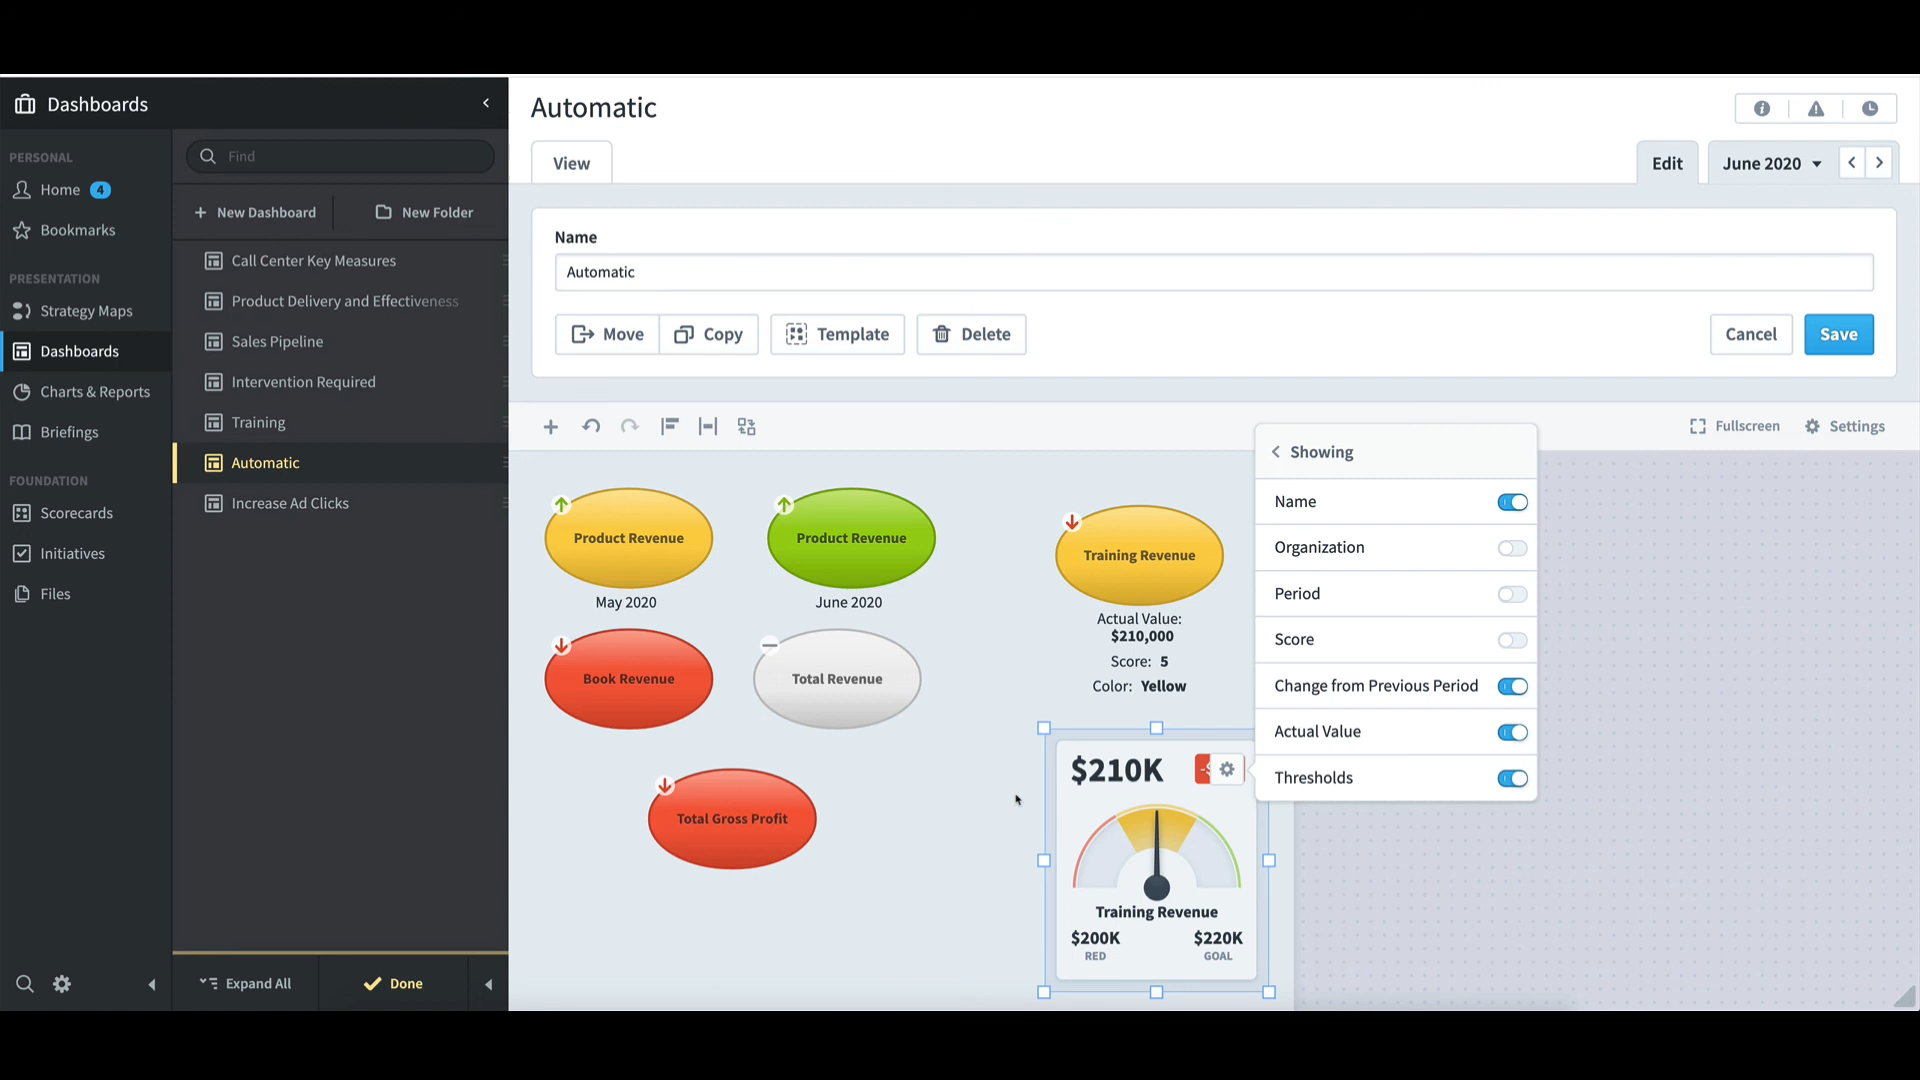 Dashboards
PERSONAL
Home 4
Bookmarks
PRESENTATION
Strategy Maps
Dashboards
Charts & Reports
Briefings
FOUNDATION
Scorecards
Initiatives
Files
Find
New Dashboard
New Folder
Call Center Key Measures
Product Delivery and Effectiveness
Sales Pipeline
Intervention Required
Training
Automatic
Increase Ad Clicks
Expand All
Done
Automatic
View
Edit
June 2020
Name
Automatic
Move
Copy
Template
Delete
Cancel
Save
Fullscreen
Settings
Product Revenue
May 2020
Product Revenue
June 2020
Book Revenue
Total Revenue
Total Gross Profit
Training Revenue
Actual Value:
$210,000
Score: 5
Color: Yellow
$210K
Training Revenue
$200K $220K
RED GOAL
Showing
Name
Organization
Period
Score
Change from Previous Period
Actual Value
Thresholds